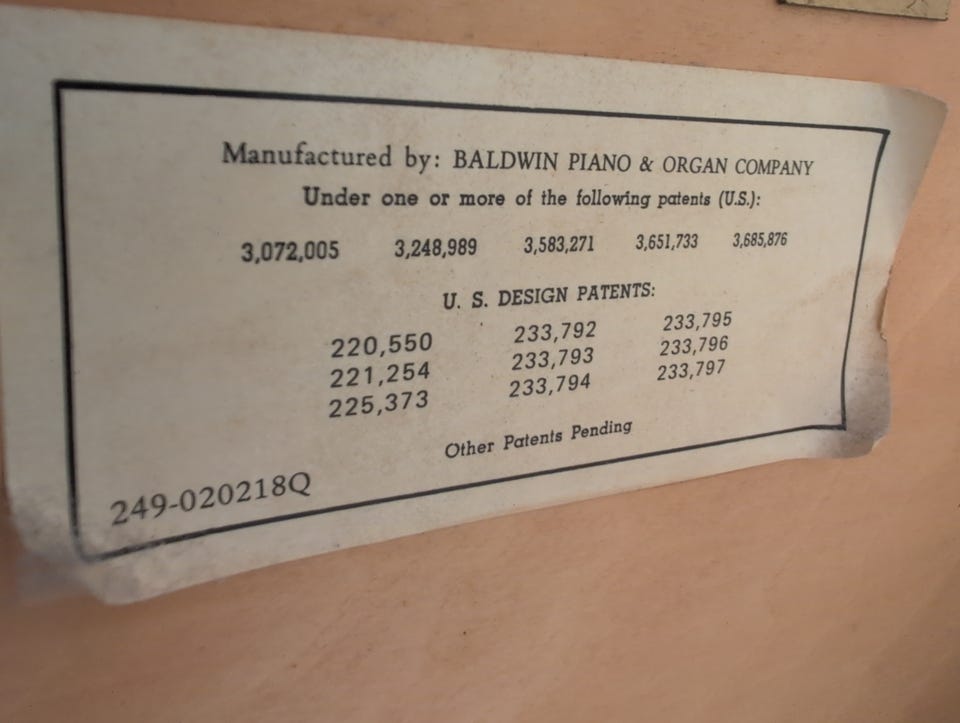 Manufactured by: BALDWIN PIANO & ORGAN COMPANY
Under one or more of the following patents (U.S.):
3,072,005 3,248,989 3,583,271 3,651,733 3,685,876
U. S. DESIGN PATENTS:
220,550 233,792 233,795
221,254 233,793 233,796
225,373 233,794 233,797
Other Patents Pending
249-020218Q